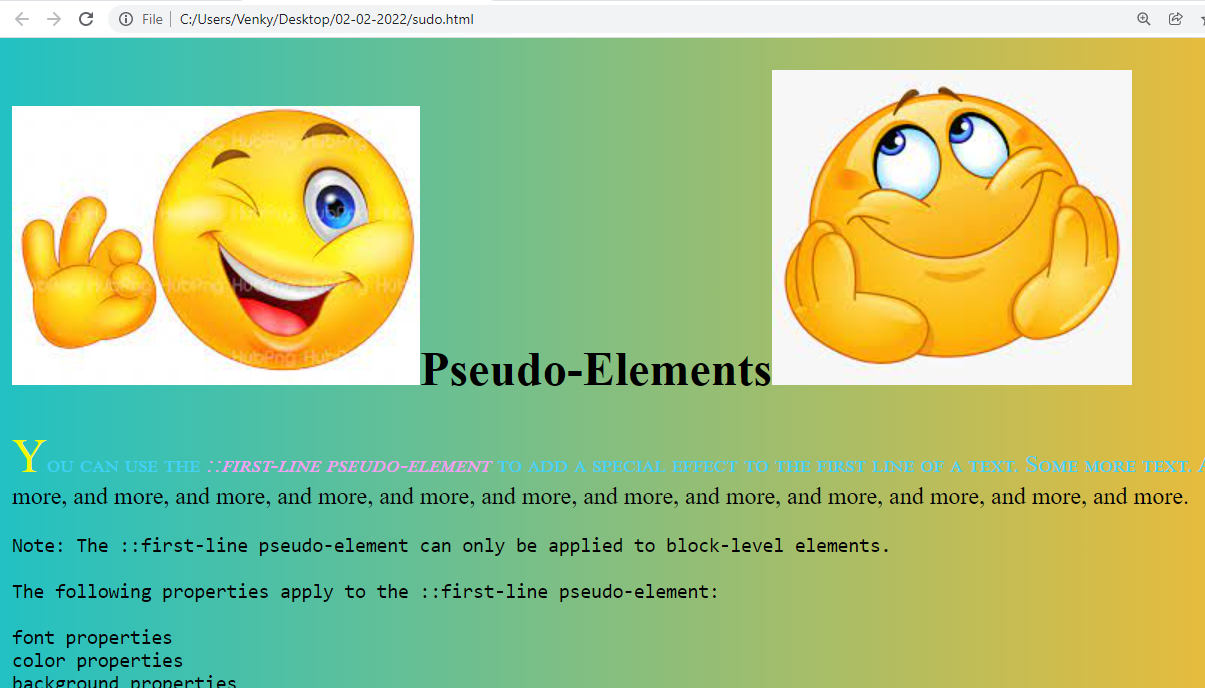 File | C:/Users/Venky/Desktop/02-02-2022/sudo.html
HubPng HubPng
HubPng HubPng
Pseudo-Elements
You can use the ::first-line pseudo-element to add a special effect to the first line of a text. Some more text. A
more, and more, and more, and more, and more, and more, and more, and more, and more, and more, and more, and more.
Note: The ::first-line pseudo-element can only be applied to block-level elements.
The following properties apply to the ::first-line pseudo-element:
font properties
color properties
background properties